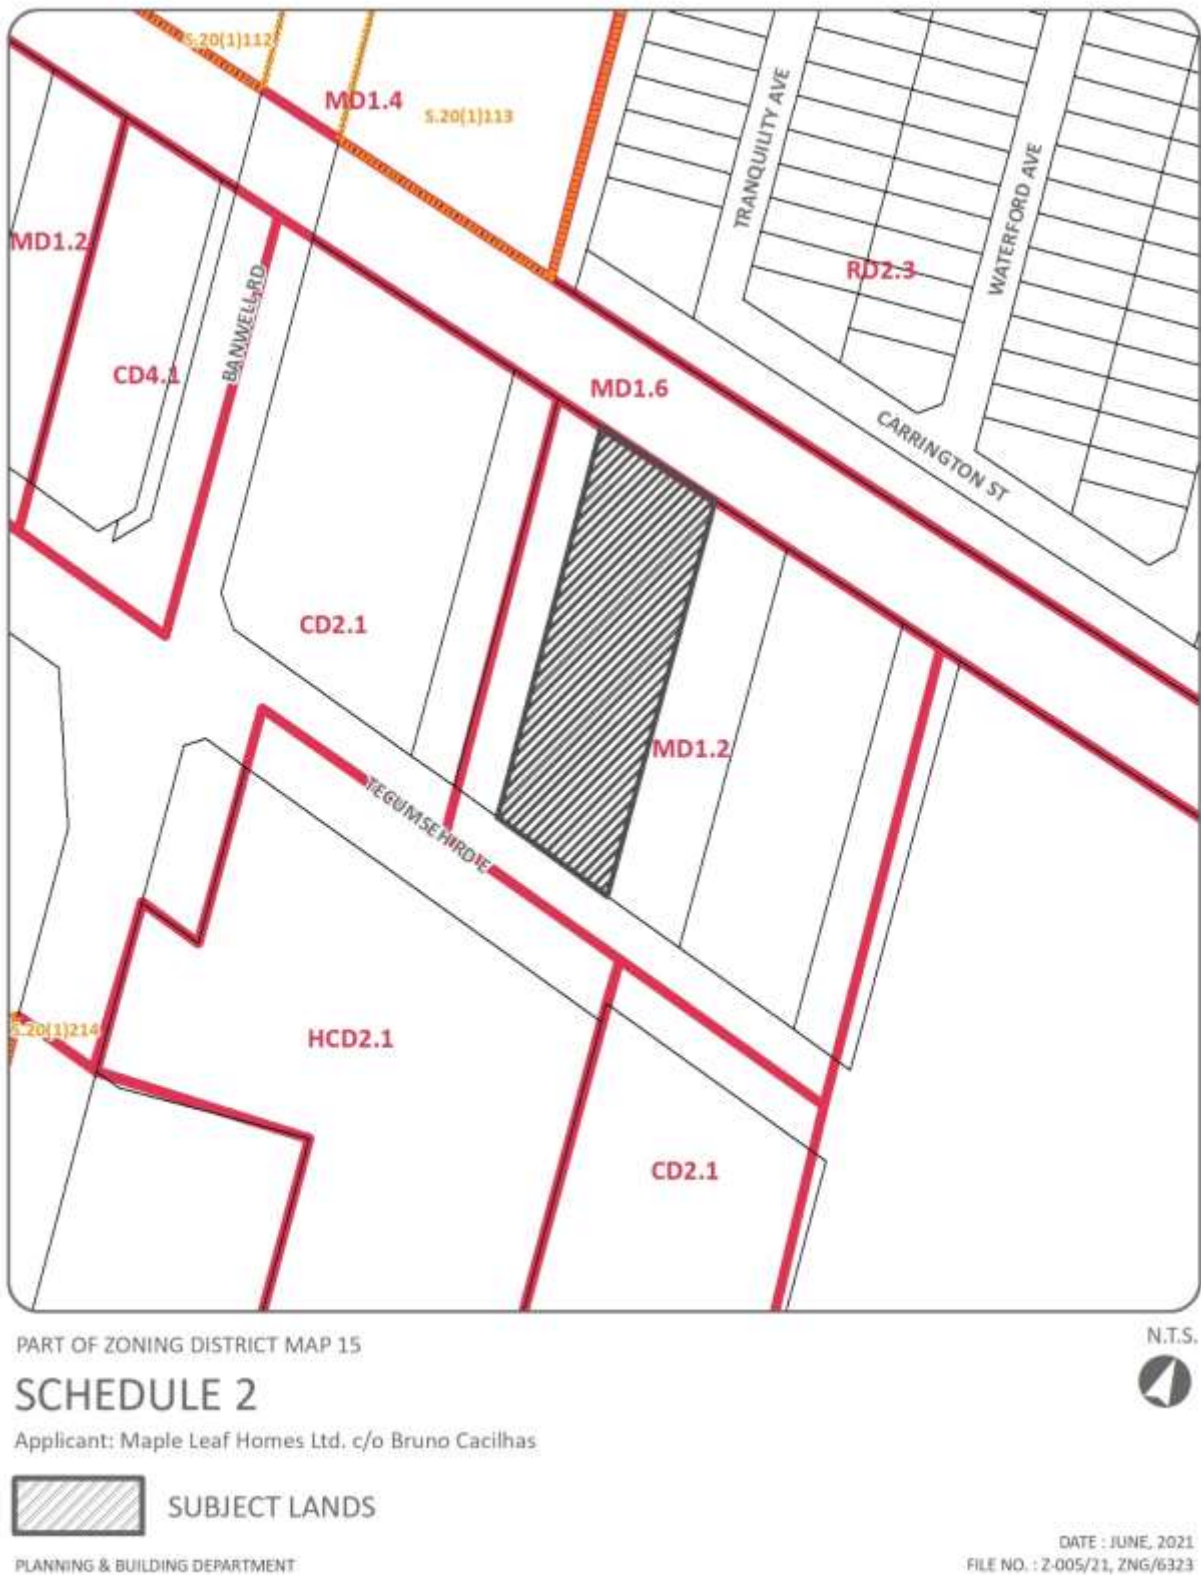 S.20(1)112
MD1.4
S.20(1)113
TRANQUILITY AVE
WATERFORD AVE
MD1.2
RD2.3
BANWELL RD
CD4.1
MD1.6
CARRINGTON ST
CD2.1
MD1.2
TECUMSEH RD E
S.20(1)214
HCD2.1
CD2.1
PART OF ZONING DISTRICT MAP 15
N.T.S.
SCHEDULE 2
Applicant: Maple Leaf Homes Ltd. c/o Bruno Cacilhas
SUBJECT LANDS
DATE : JUNE, 2021
PLANNING & BUILDING DEPARTMENT
FILE NO. : Z-005/21, ZNG/6323